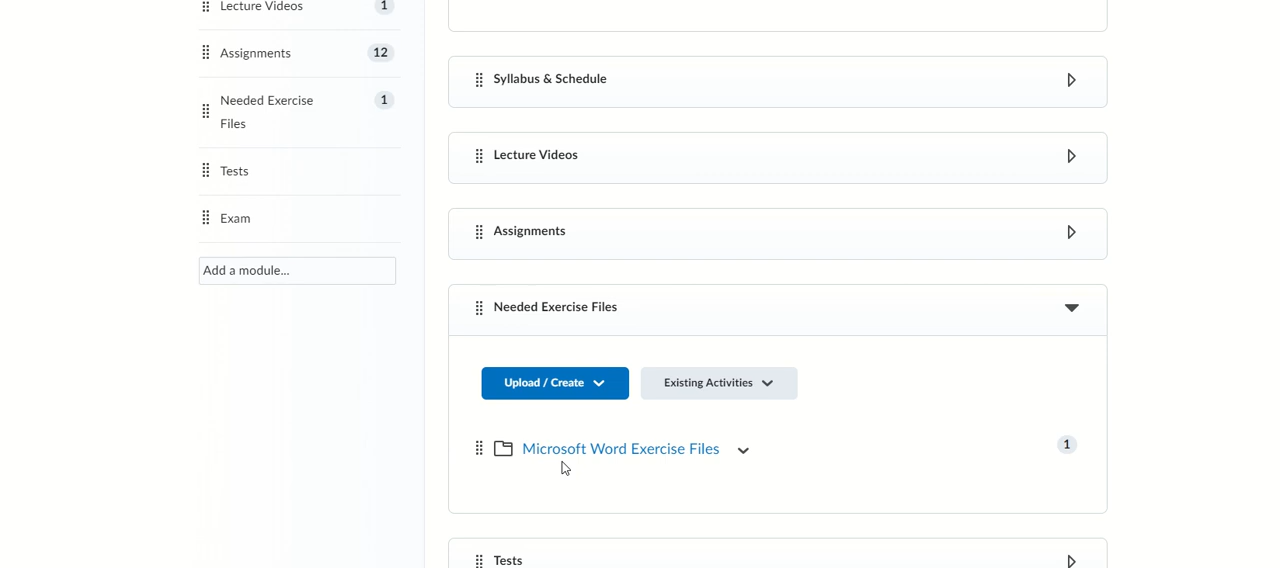 Lecture Videos 1
Assignments 12
Needed Exercise 1
Files
Tests
Exam
Add a module...
Syllabus & Schedule
Lecture Videos
Assignments
Needed Exercise Files
Upload / Create
Existing Activities
Microsoft Word Exercise Files 1
Tests